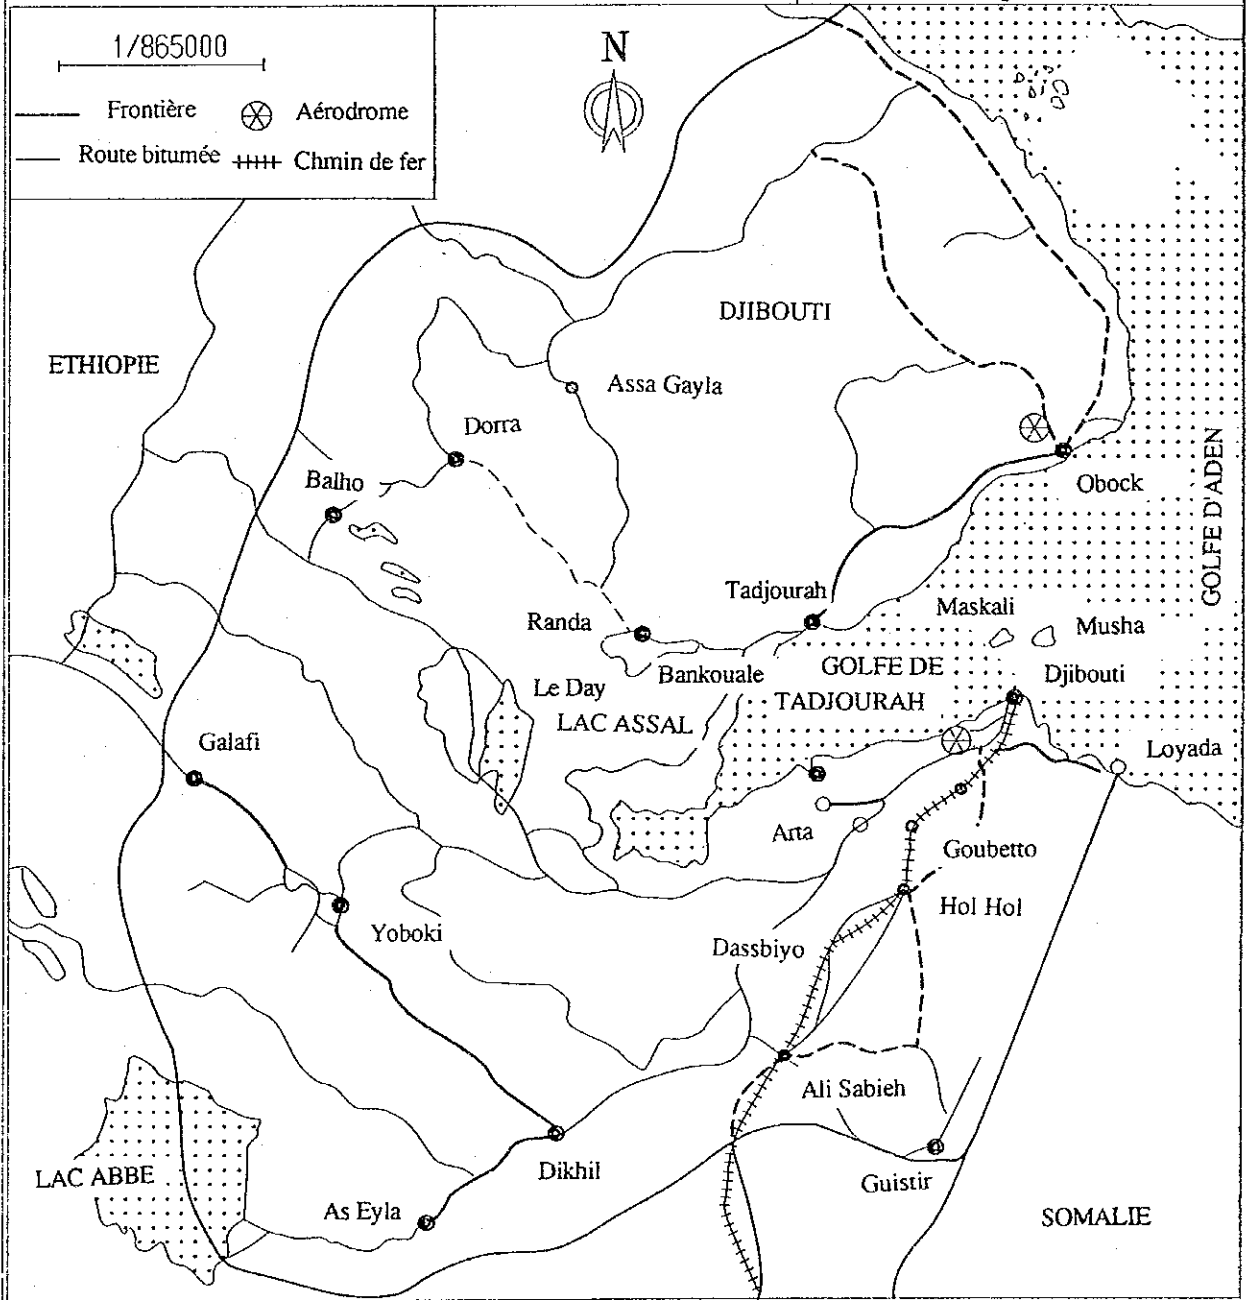 1/865000
Frontière
Aérodrome
Route bitumée
Chmin de fer
N
ETHIOPIE
DJIBOUTI
Assa Gayla
Dorra
Balho
Obock
GOLFE D'ADEN
Tadjourah
Randa
Maskali
Musha
Bankouale
GOLFE DE
TADJOURAH
Djibouti
Le Day
LAC ASSAL
Galafi
Loyada
Arta
Goubetto
Hol Hol
Yoboki
Dassbiyo
Ali Sabieh
LAC ABBE
Dikhil
Guistir
As Eyla
SOMALIE